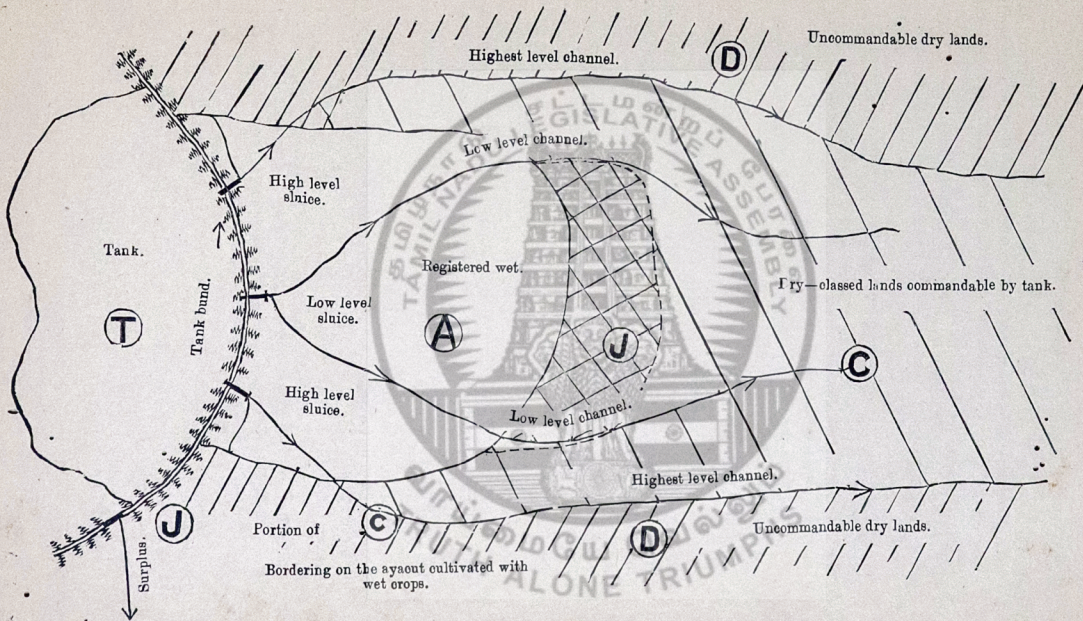 Uncommandable dry lands.
D
Highest level channel.
Low level channel.
High level
sluice.
Tank.
Registered wet.
Dry—classed lands commandable by tank.
Low level
sluice.
Tank bund.
T
A
J
C
High level
sluice.
Low level channel.
Highest level channel.
J
Portion of
C
D
Uncommandable dry lands.
Surplus.
Bordering on the ayacut cultivated with
wet crops.
TAMIL NADU LEGISLATIVE ASSEMBLY
TRUTH ALONE TRIUMPHS
வாய்மையே வெல்லும்